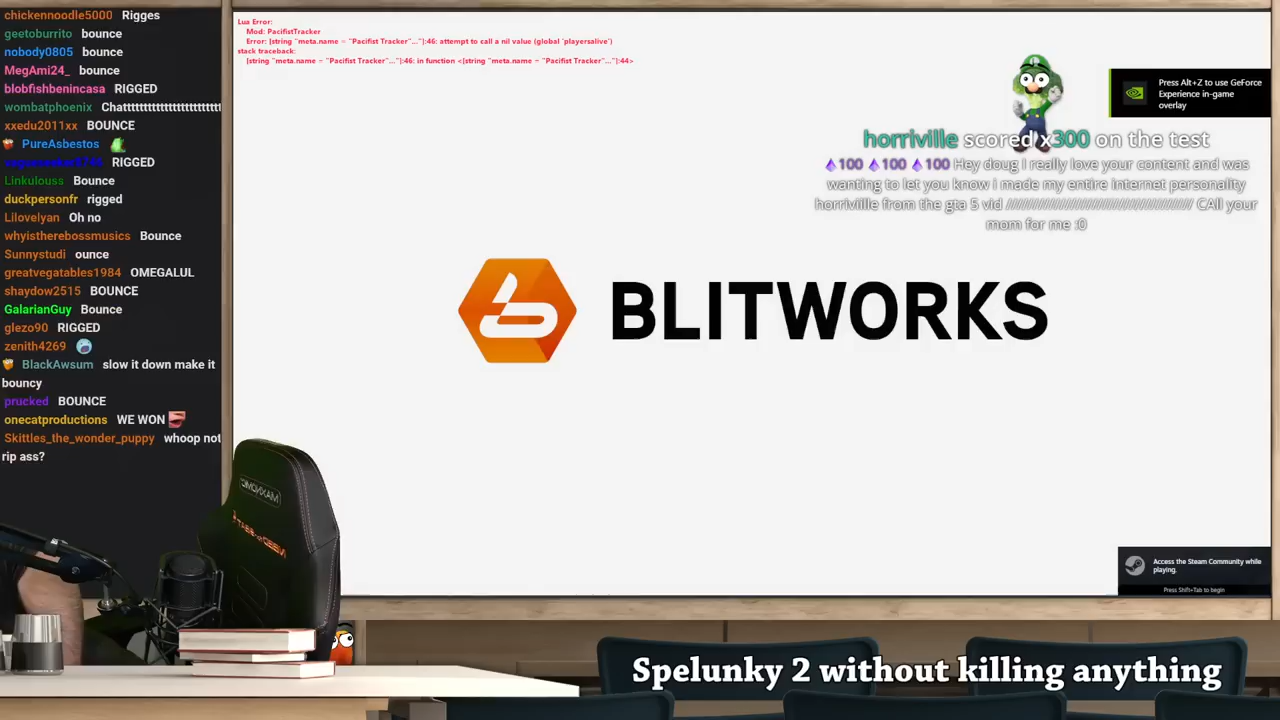 chickennoodle5000 Rigges
geetoburrito bounce
nobody0805 bounce
MegAmi24_ bounce
blobfishbenincasa RIGGED
wombatphoenix Chatttttttttttttttttttttttt
xxedu2011xx BOUNCE
PureAsbestos
RIGGED
Linkulouss Bounce
duckpersonfr rigged
Lilovelyan Oh no
whyistherebossmusics Bounce
Sunnystudi ounce
greatvegatables1984 OMEGALUL
shaydow2515 BOUNCE
GalarianGuy Bounce
glezo90 RIGGED
zenith4269
BlackAwsum slow it down make it
bouncy
prucked BOUNCE
onecatproductions WE WON
Skittles_the_wonder_puppy whoop not
rip ass?
Lua Error:
Mod: PacifistTracker
Error: [string "meta.name = "Pacifist Tracker"..."]:46: attempt to call a nil value (global 'playersalive')
stack traceback:
[string "meta.name = "Pacifist Tracker"..."]:46: in function <[string "meta.name = "Pacifist Tracker"..."]:44>
Press Alt+Z to use GeForce
Experience in-game
overlay
horriville scored x300 on the test
100 100 100 Hey doug I really love your content and was
wanting to let you know i made my entire internet personality
horriville from the gta 5 vid //////////////////////////////////////// CAll your
mom for me :0
BLITWORKS
Access the Steam Community while
playing.
Press Shift+Tab to begin
MAXNOMIC
Spelunky 2 without killing anything